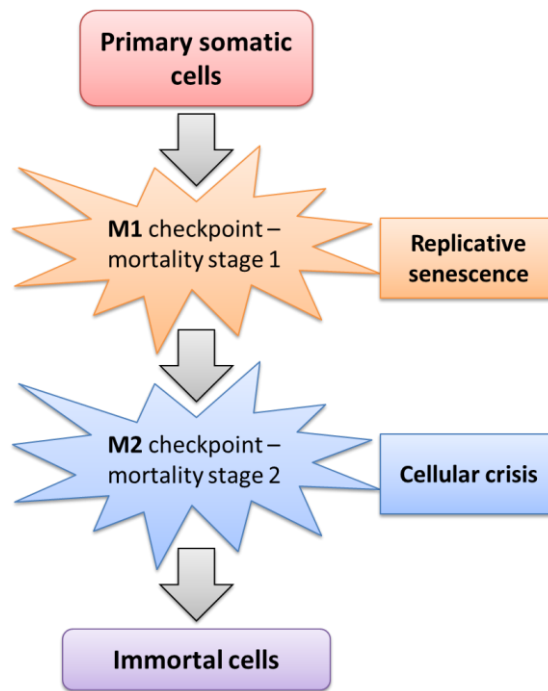 Primary somatic
cells
M1 checkpoint –
mortality stage 1
Replicative
senescence
M2 checkpoint –
mortality stage 2
Cellular crisis
Immortal cells